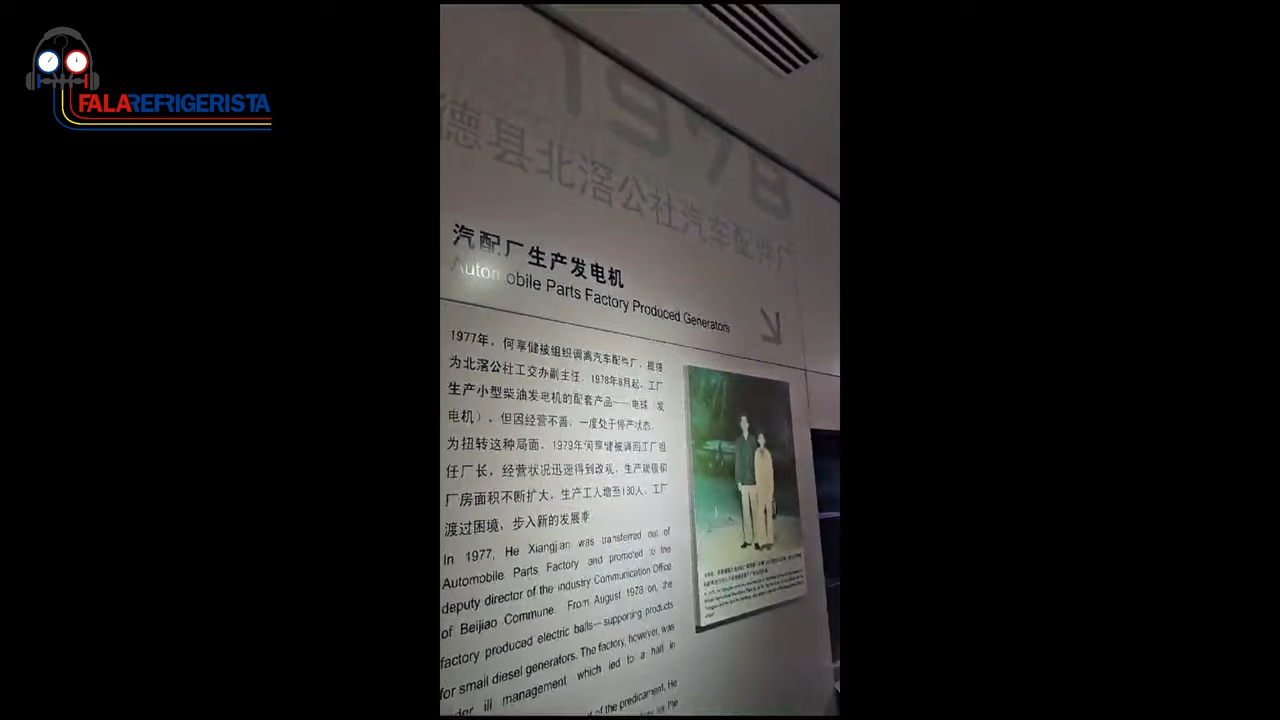 FALAREFRIGERISTA
1978
德县北滘公社汽车配件厂
汽配厂生产发电机
Automobile Parts Factory Produced Generators
1977年,何享健被组织调离汽车配件厂,提拔
为北滘公社工交办副主任。1978年8月起,工厂
生产小型柴油发电机的配套产品——电球(发
电机),但因经营不善,一度处于停产状态。
为扭转这种局面,1979年何享健被调回工厂担
任厂长,经营状况迅速得到改观,生产规模和
厂房面积不断扩大,生产工人增至130人,工厂
渡过困境,步入新的发展期
In 1977, He Xiangjian was transferred out of
Automobile Parts Factory and promoted to the
deputy director of the Industry Communication Office
of Beijiao Commune. From August 1978 on, the
factory produced electric balls—supporting products
for small diesel generators. The factory, however, was
ill management which led to a halt in
of the predicament, He
the